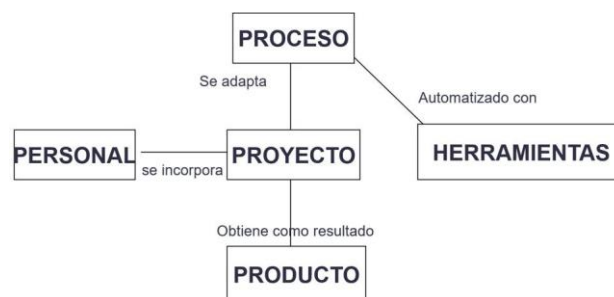 PROCESO
Se adapta
Automatizado con
PERSONAL
se incorpora
PROYECTO
HERRAMIENTAS
Obtiene como resultado
PRODUCTO